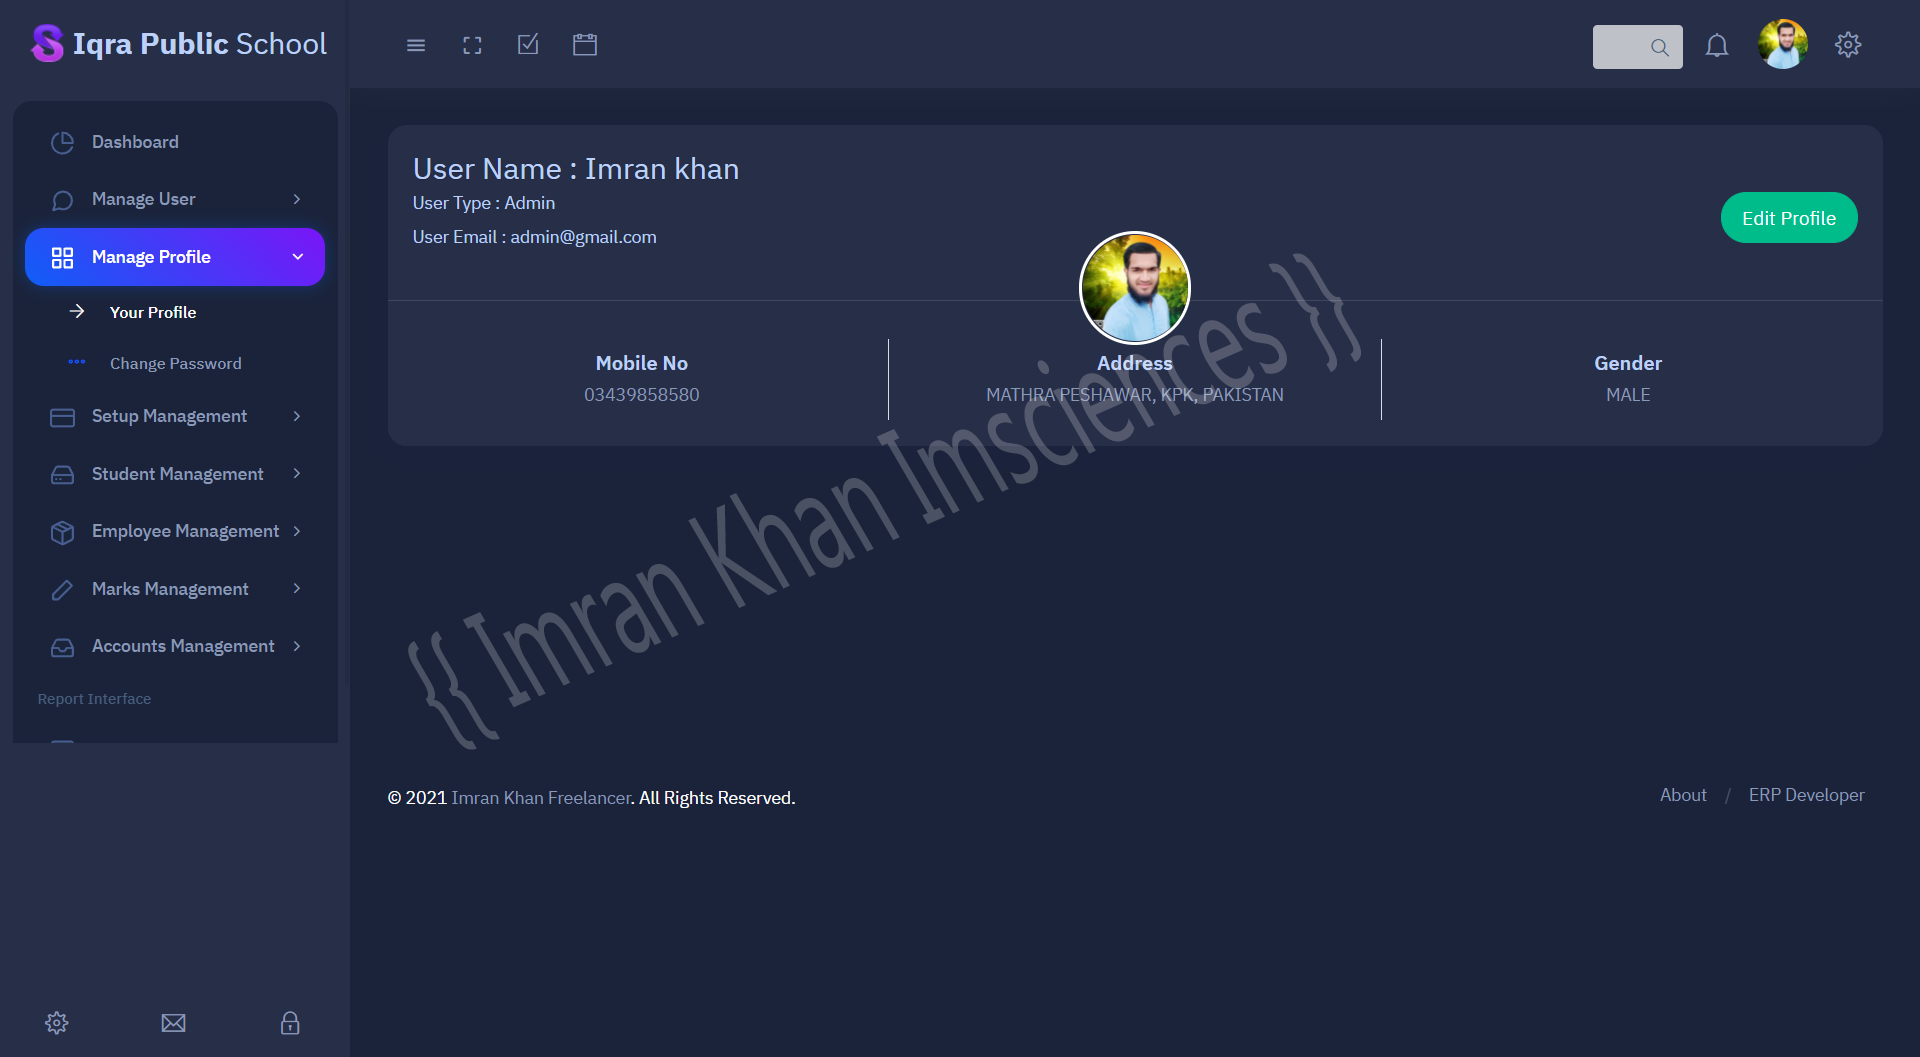 Iqra Public School
Dashboard
Manage User
Manage Profile
Your Profile
Change Password
Setup Management
Student Management
Employee Management
Marks Management
Accounts Management
Report Interface
User Name : Imran khan
User Type : Admin
User Email : admin@gmail.com
Edit Profile
Mobile No
03439858580
Address
MATHRA PESHAWAR, KPK, PAKISTAN
Gender
MALE
{{ Imran Khan Imsciences }}
© 2021 Imran Khan Freelancer. All Rights Reserved.
About / ERP Developer